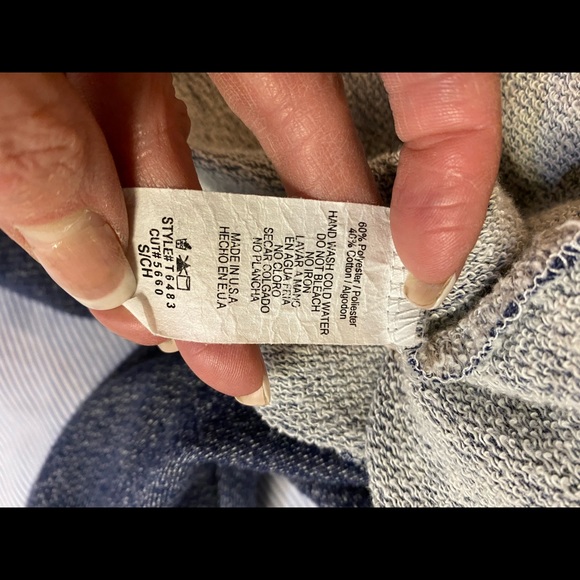 60% Polyester / Poliester
40% Cotton / Algodon
HAND WASH COLD WATER
DO NOT BLEACH
NO IRON
LAVAR A MANO
EN AGUA FRIA
NO CLORO
SECAR COLGADO
NO PLANCHA
MADE IN U.S.A.
HECHO EN E.U.A
STYLE# T6483
CUT# 5660
S/CH